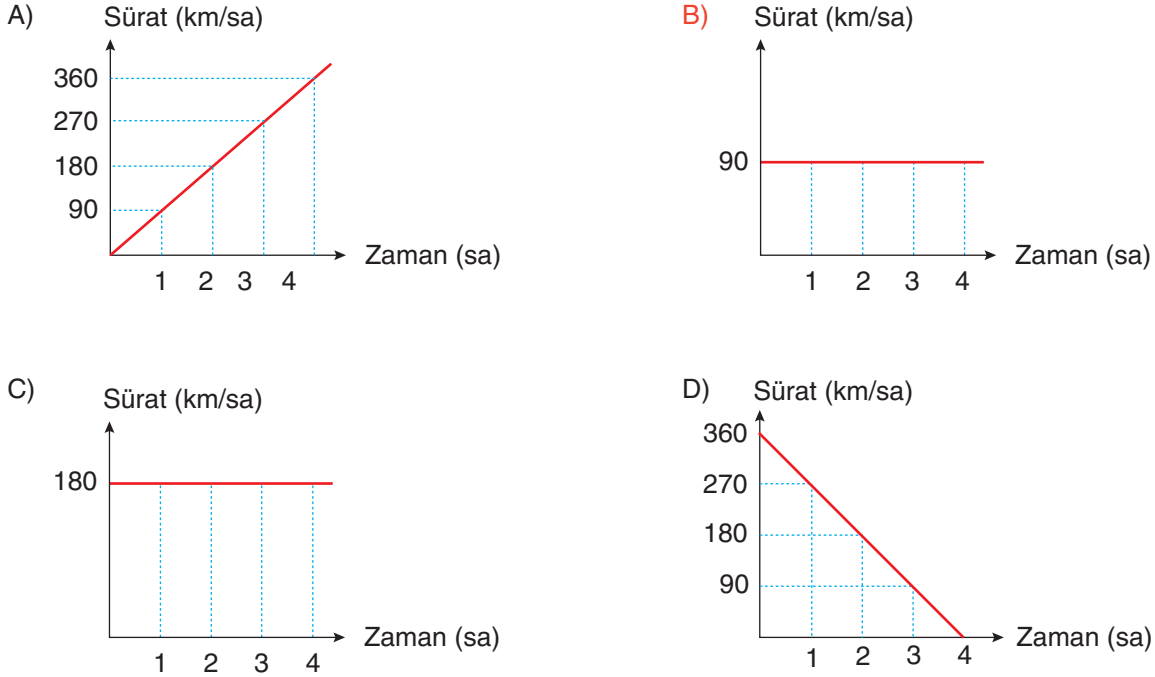 A) Sürat (km/sa)
360
270
180
90
1 2 3 4
Zaman (sa)
B) Sürat (km/sa)
90
1 2 3 4
Zaman (sa)
C) Sürat (km/sa)
180
1 2 3 4
Zaman (sa)
D) Sürat (km/sa)
360
270
180
90
1 2 3 4
Zaman (sa)